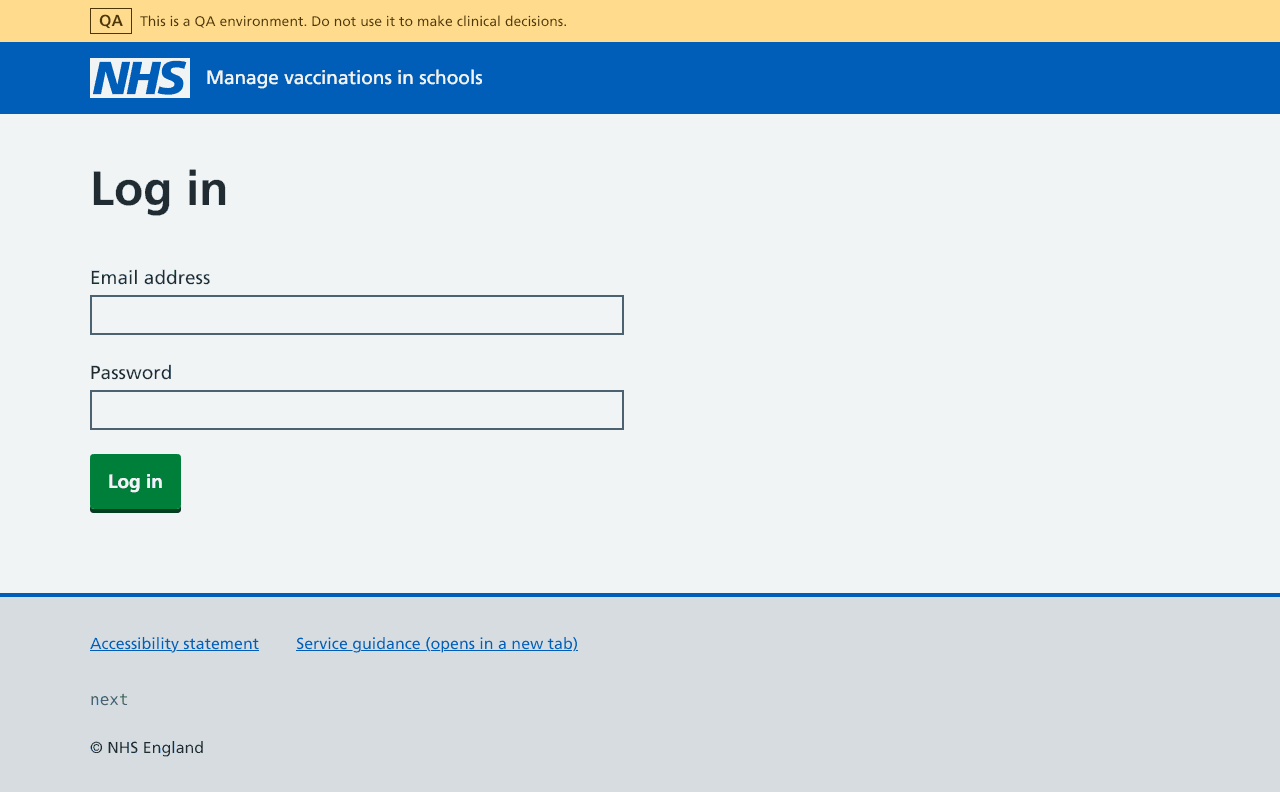 QA This is a QA environment. Do not use it to make clinical decisions.
NHS Manage vaccinations in schools
Log in
Email address
Password
Log in
Accessibility statement Service guidance (opens in a new tab)
next
© NHS England